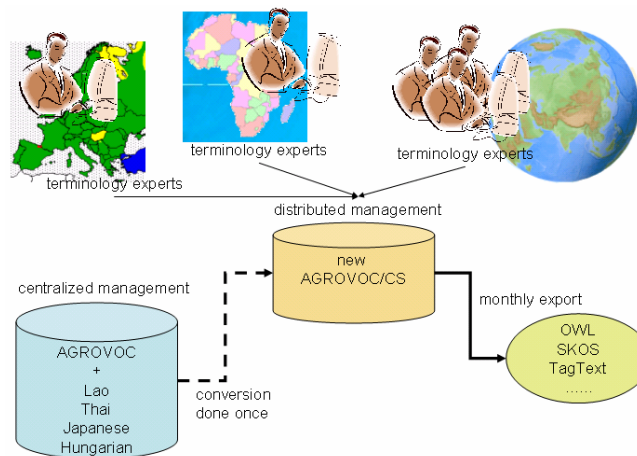 terminology experts
terminology experts
terminology experts
distributed management
new
AGROVOC/CS
centralized management
monthly export
AGROVOC
+
Lao
Thai
Japanese
Hungarian
conversion
done once
OWL
SKOS
TagText
......